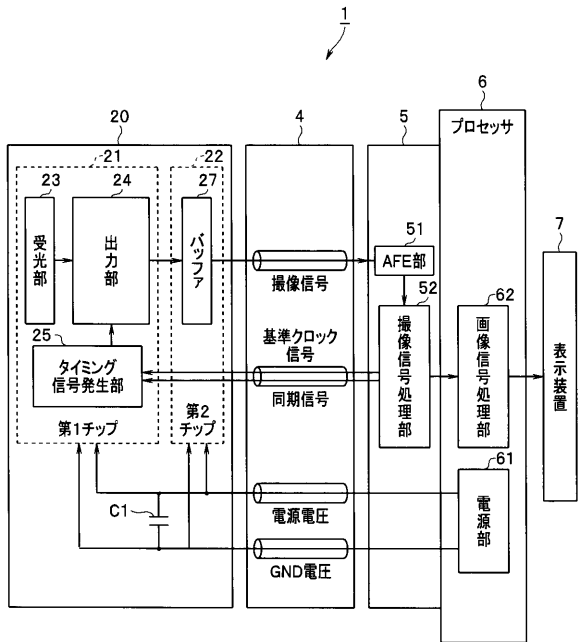 1
6
プロセッサ
20
4
5
21
22
23
24
27
51
7
受光部
出力部
バッファ
AFE部
撮像信号
52
62
25
タイミング
信号発生部
基準クロック
信号
同期信号
撮像信号処理部
画像信号処理部
表示装置
第1チップ
第2
チップ
61
C1
電源電圧
電源部
GND電圧